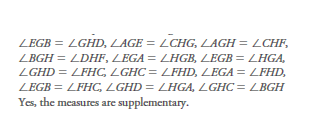 ∠EGB = ∠GHD, ∠AGE = ∠CHG, ∠AGH = ∠CHF,
∠BGH = ∠DHF, ∠EGA = ∠HGB, ∠EGB = ∠HGA,
∠GHD = ∠FHC, ∠GHC = ∠FHD, ∠EGA = ∠FHD,
∠EGB = ∠FHC, ∠GHD = ∠HGA, ∠GHC = ∠BGH
Yes, the measures are supplementary.